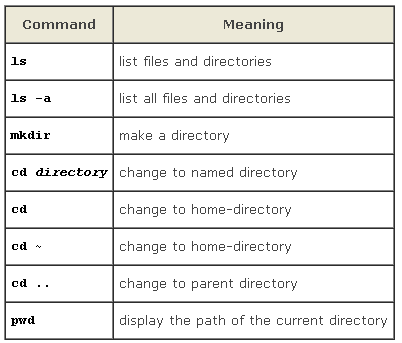 Command Meaning
ls list files and directories
ls -a list all files and directories
mkdir make a directory
cd directory change to named directory
cd change to home-directory
cd ~ change to home-directory
cd .. change to parent directory
pwd display the path of the current directory